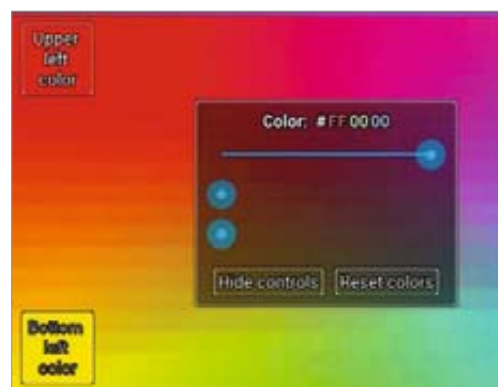 Upper
left
color
Color: #FF0000
Hide controls
Reset colors
Bottom
left
color